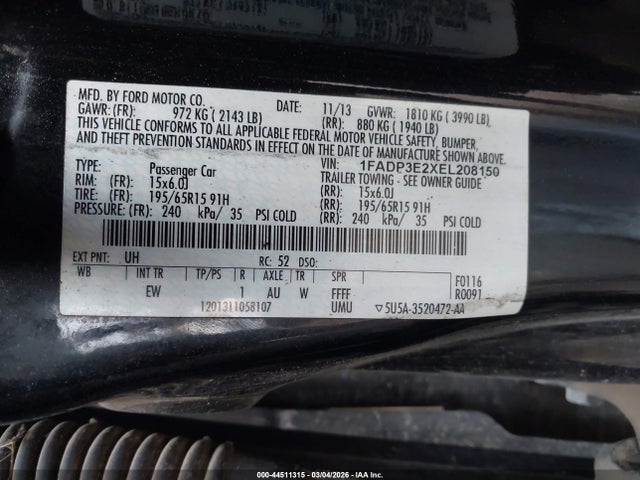 MFD. BY FORD MOTOR CO. DATE: 11/13 GVWR: 1810 KG ( 3990 LB)
GAWR: (FR): 972 KG ( 2143 LB) (RR): 880 KG ( 1940 LB)
THIS VEHICLE CONFORMS TO ALL APPLICABLE FEDERAL MOTOR VEHICLE SAFETY, BUMPER,
AND THEFT PREVENTION STANDARDS IN EFFECT ON THE DATE OF MANUFACTURE SHOWN ABOVE.
VIN: 1FADP3E2XEL208150
TYPE: Passenger Car TRAILER TOWING - SEE OWNER GUIDE
RIM: (FR): 15x6.0J (RR): 15x6.0J
TIRE: (FR): 195/65R15 91H (RR): 195/65R15 91H
PRESSURE: (FR): 240 kPa/ 35 PSI COLD (RR): 240 kPa/ 35 PSI COLD
EXT PNT: UH RC: 52 DSO:
WB INT TR TP/PS R AXLE TR SPR F0116
EW 1 AU W FFFF R0091
1201311058107 UMU ▽5U5A-3520472-AA
000-44511315 - 03/04/2026 - IAA Inc.